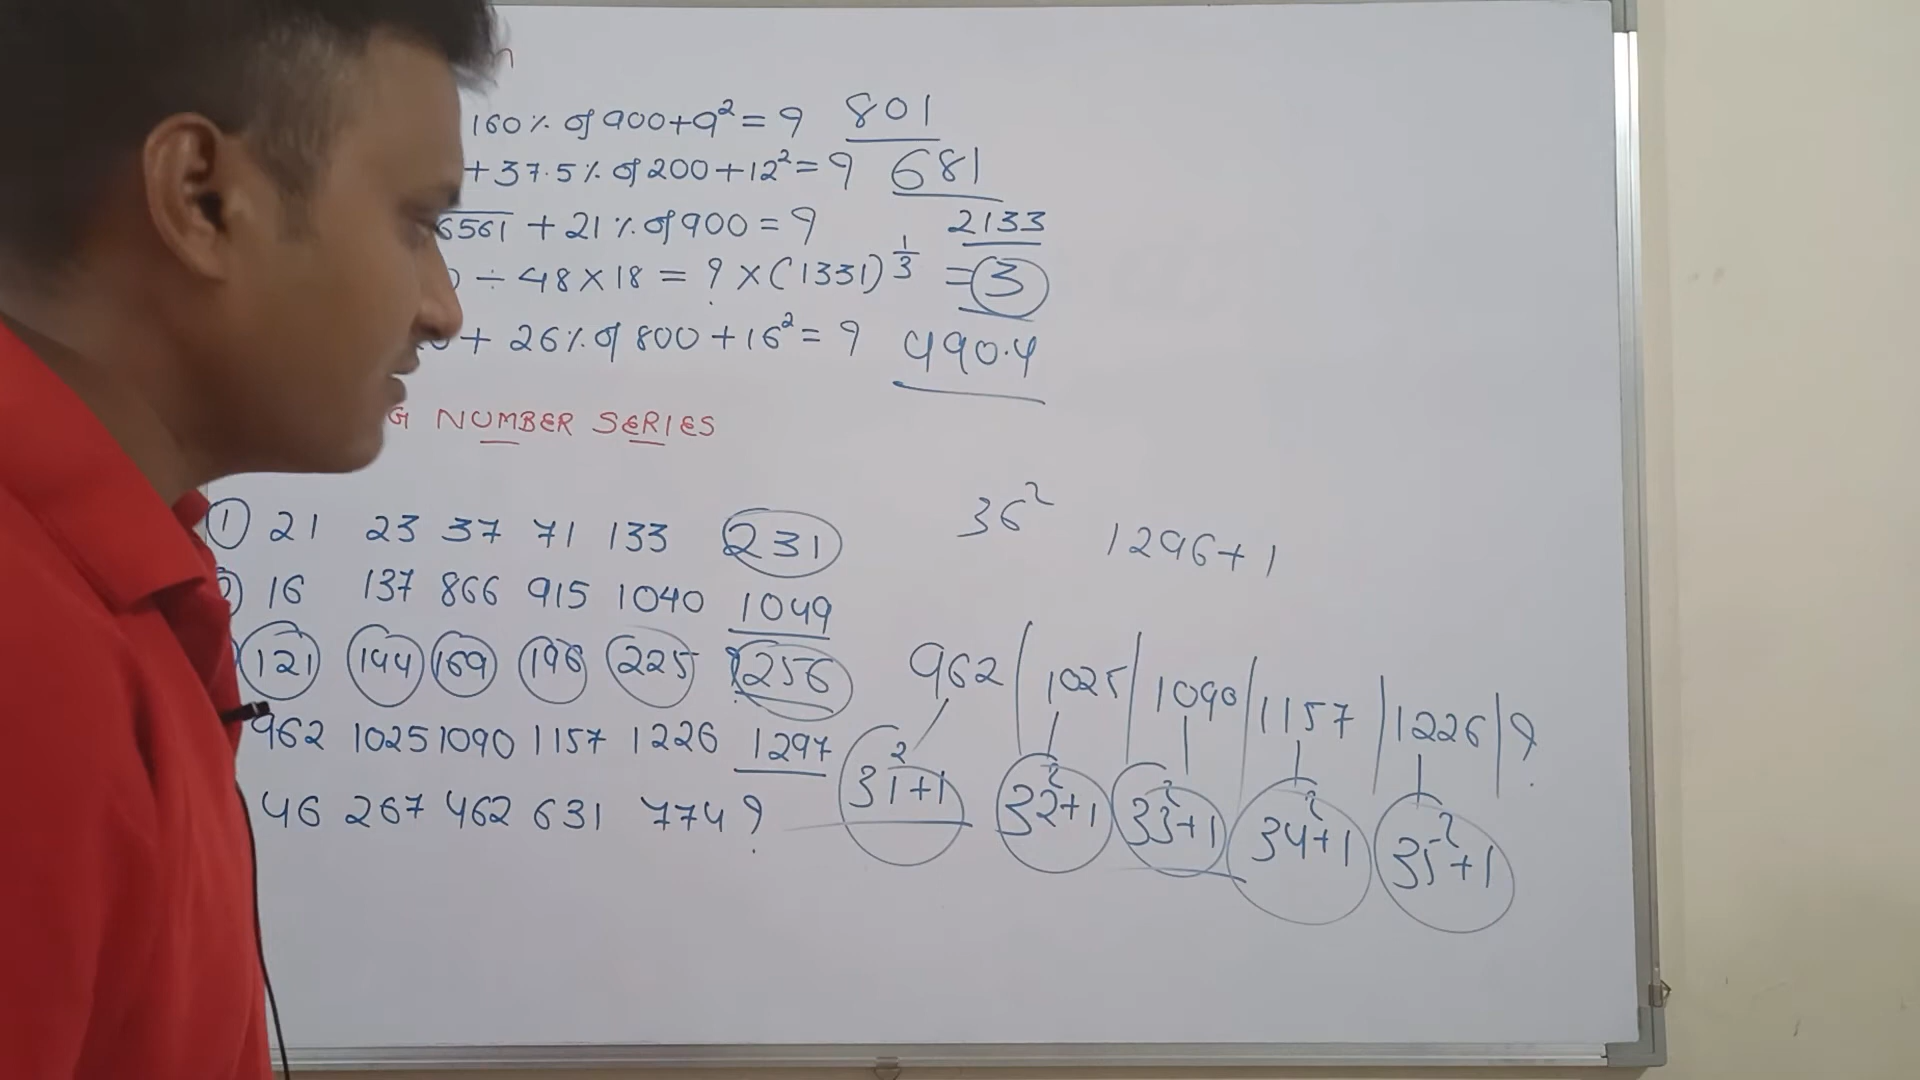 160% of 900+9² = ? 801
+37.5% of 200+12² = ? 681
6561 + 21% of 900 = ? 2133
÷ 48 × 18 = ? × (1331)^1/3 = 3
+ 26% of 800 + 16² = ? 490.4
G NUMBER SERIES
① 21 23 37 71 133 231
16 137 866 915 1040 1049
121 144 169 196 225 256
962 1025 1090 1157 1226 1297
46 267 462 631 774 ?
36² 1296+1
962 | 1025 | 1090 | 1157 | 1226 | ?
31²+1 32²+1 33²+1 34²+1 35²+1